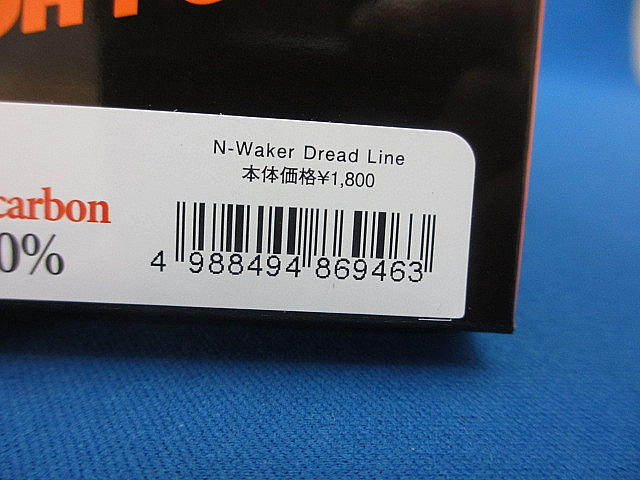 N-Waker Dread Line
本体価格¥1,800
carbon
0%
4 988494 869463